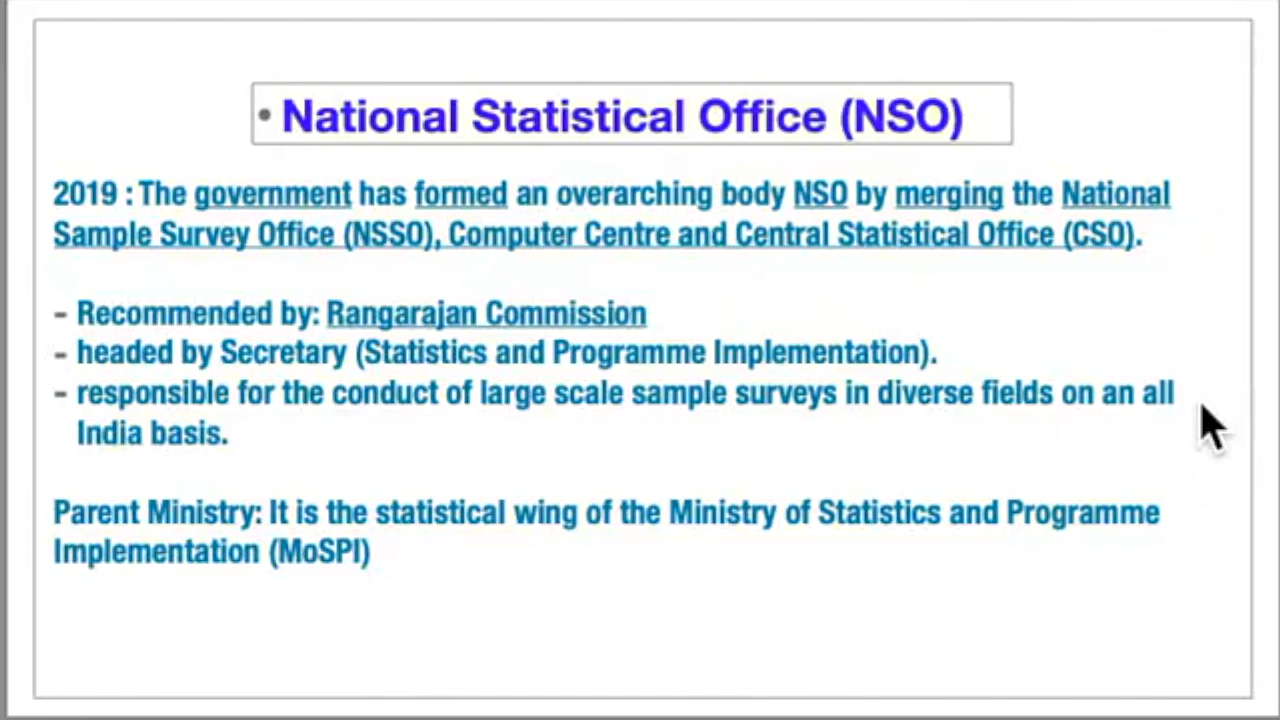 • National Statistical Office (NSO)
2019 : The government has formed an overarching body NSO by merging the National
Sample Survey Office (NSSO), Computer Centre and Central Statistical Office (CSO).
- Recommended by: Rangarajan Commission
- headed by Secretary (Statistics and Programme Implementation).
- responsible for the conduct of large scale sample surveys in diverse fields on an all
India basis.
Parent Ministry: It is the statistical wing of the Ministry of Statistics and Programme
Implementation (MoSPI)